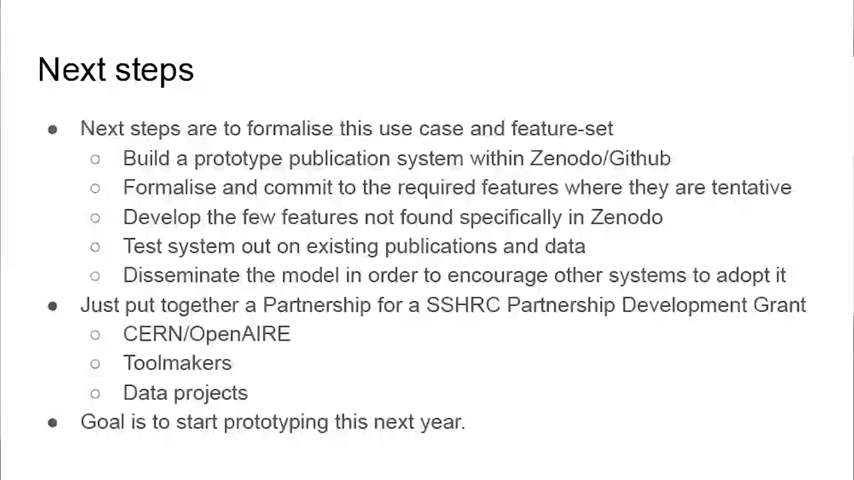 Next steps
● Next steps are to formalise this use case and feature-set
○ Build a prototype publication system within Zenodo/Github
○ Formalise and commit to the required features where they are tentative
○ Develop the few features not found specifically in Zenodo
○ Test system out on existing publications and data
○ Disseminate the model in order to encourage other systems to adopt it
● Just put together a Partnership for a SSHRC Partnership Development Grant
○ CERN/OpenAIRE
○ Toolmakers
○ Data projects
● Goal is to start prototyping this next year.